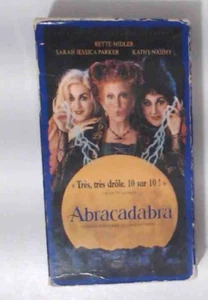 BETTE MIDLER
SARAH JESSICA PARKER KATHY NAJIMY
« Très, très drôle. 10 sur 10 ! »
Abracadabra